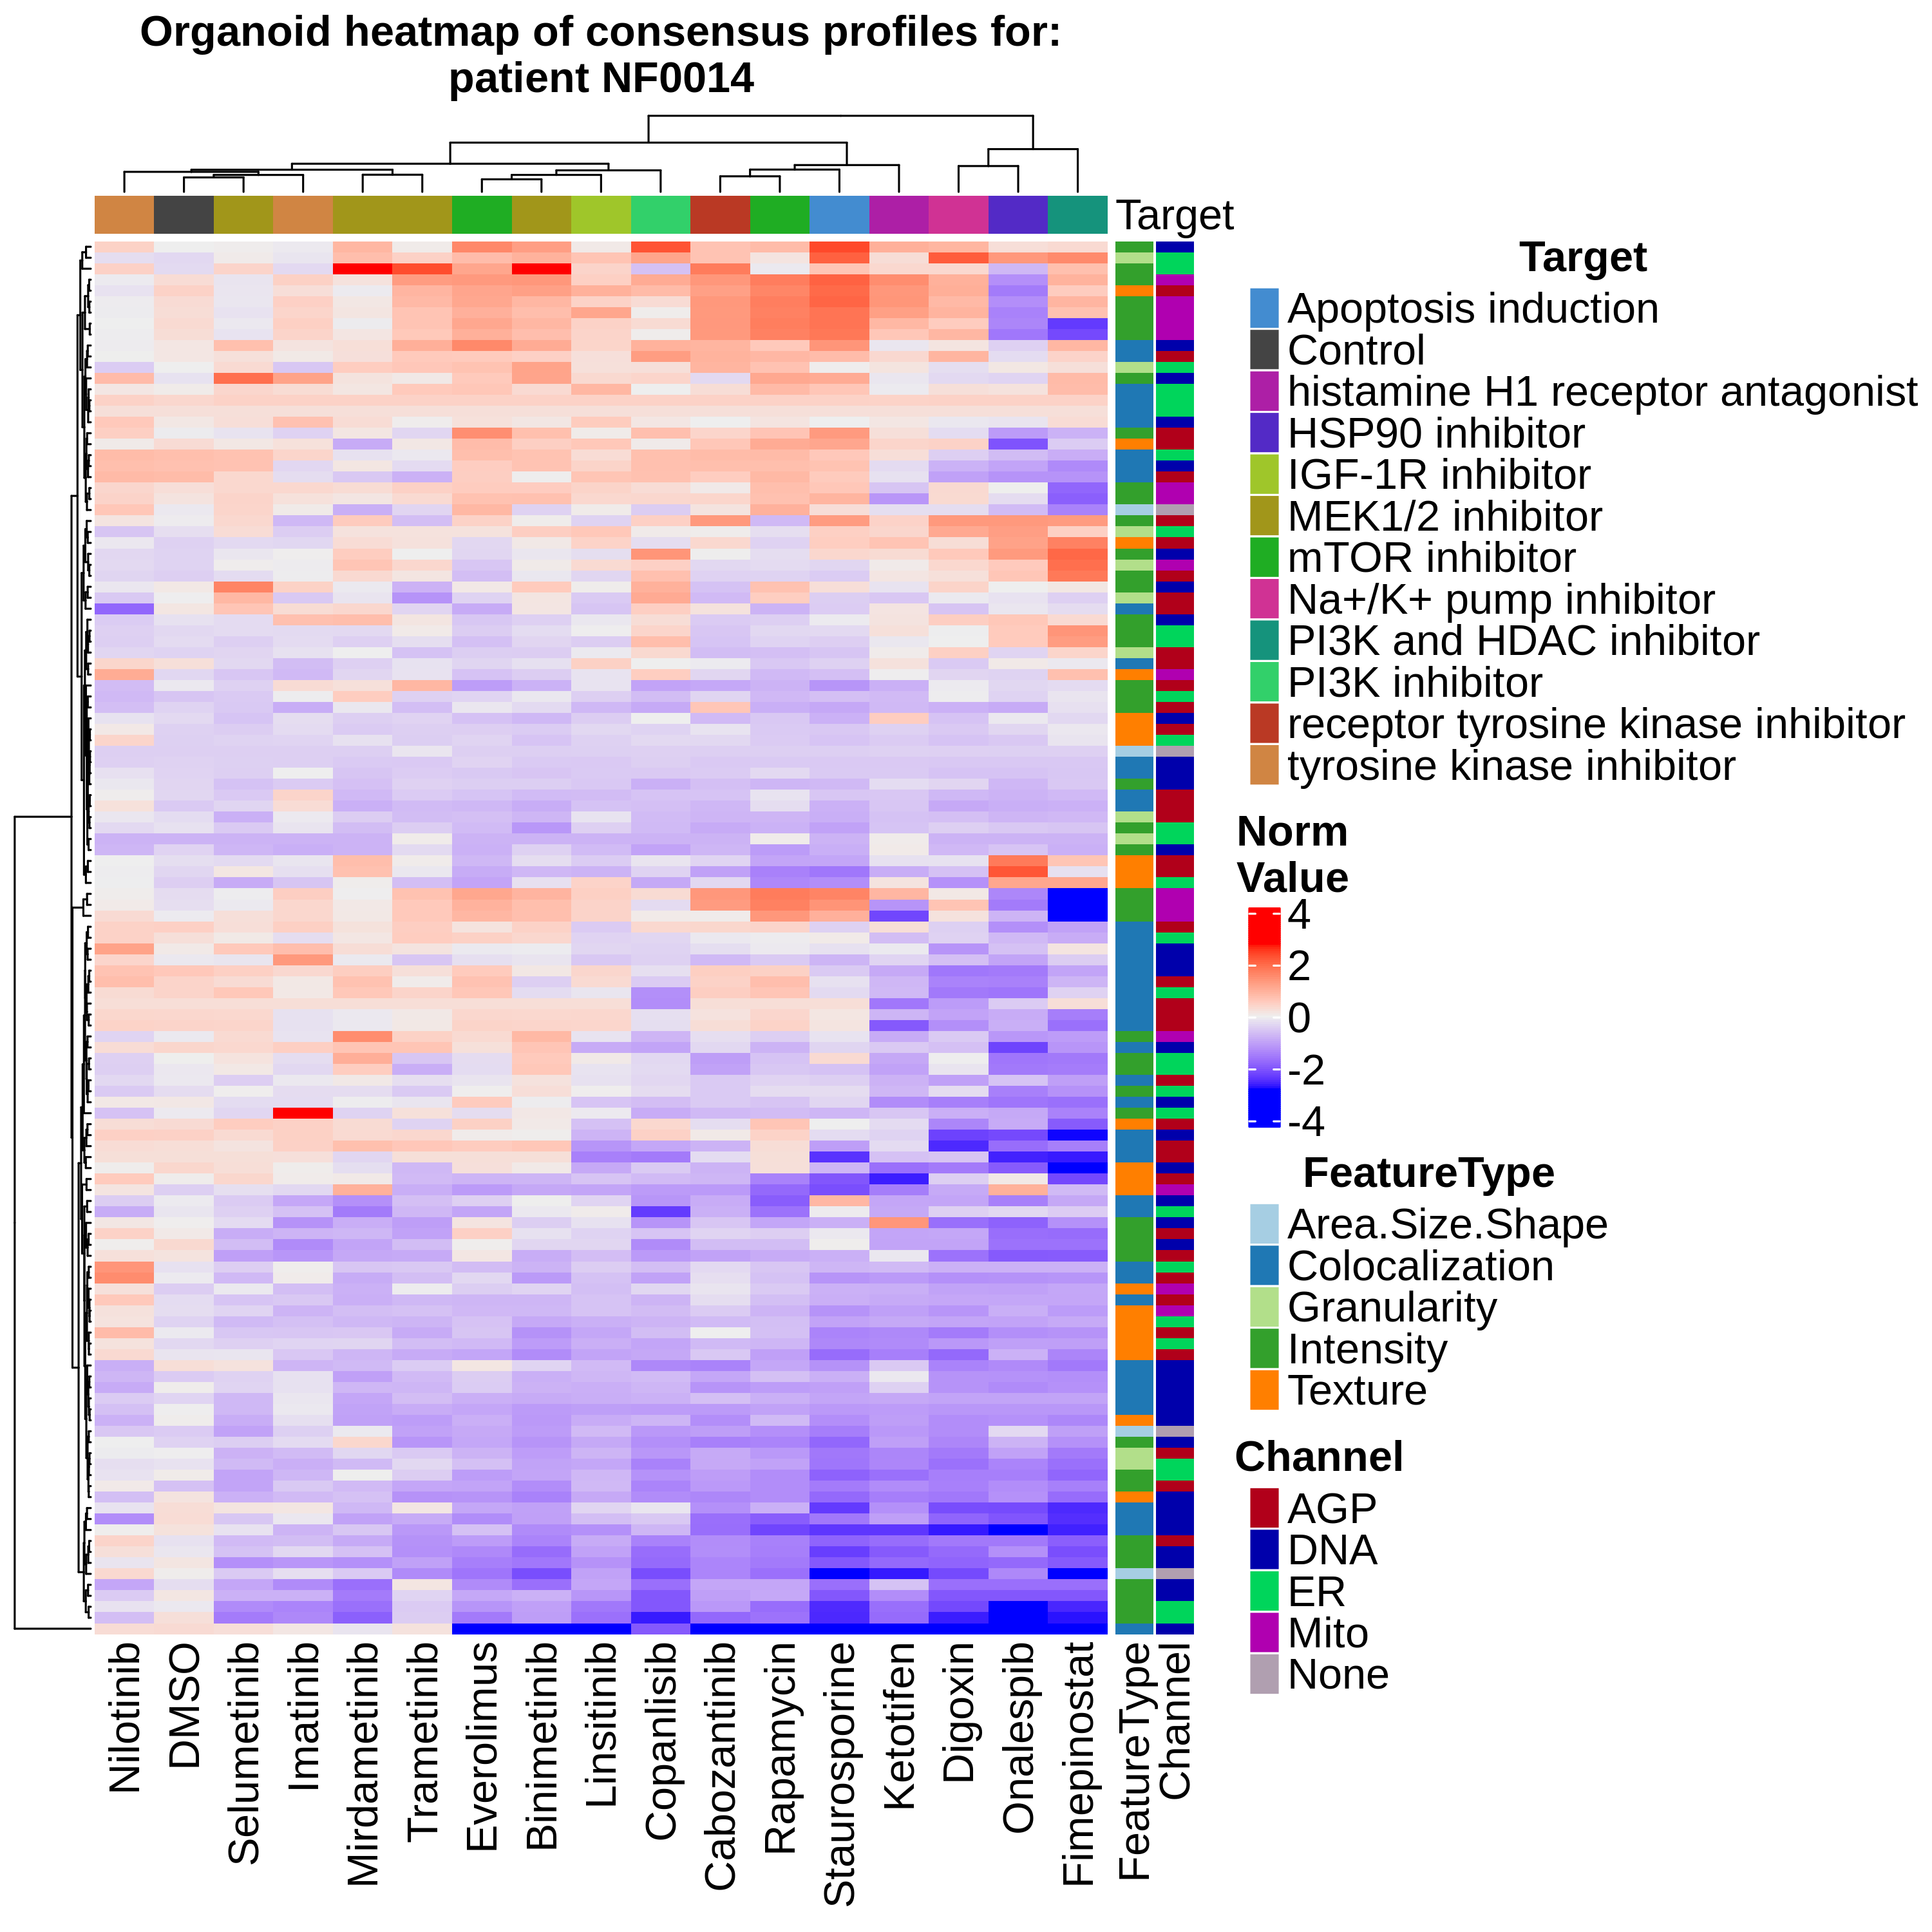 Organoid heatmap of consensus profiles for:
patient NF0014
Target
Target
Apoptosis induction
Control
histamine H1 receptor antagonist
HSP90 inhibitor
IGF-1R inhibitor
MEK1/2 inhibitor
mTOR inhibitor
Na+/K+ pump inhibitor
PI3K and HDAC inhibitor
PI3K inhibitor
receptor tyrosine kinase inhibitor
tyrosine kinase inhibitor
Norm
Value
4
2
0
-2
-4
FeatureType
Area.Size.Shape
Colocalization
Granularity
Intensity
Texture
Channel
AGP
DNA
ER
Mito
None
Nilotinib
DMSO
Selumetinib
Imatinib
Mirdametinib
Trametinib
Everolimus
Binimetinib
Linsitinib
Copanlisib
Cabozantinib
Rapamycin
Staurosporine
Ketotifen
Digoxin
Onalespib
Fimepinostat
FeatureType
Channel